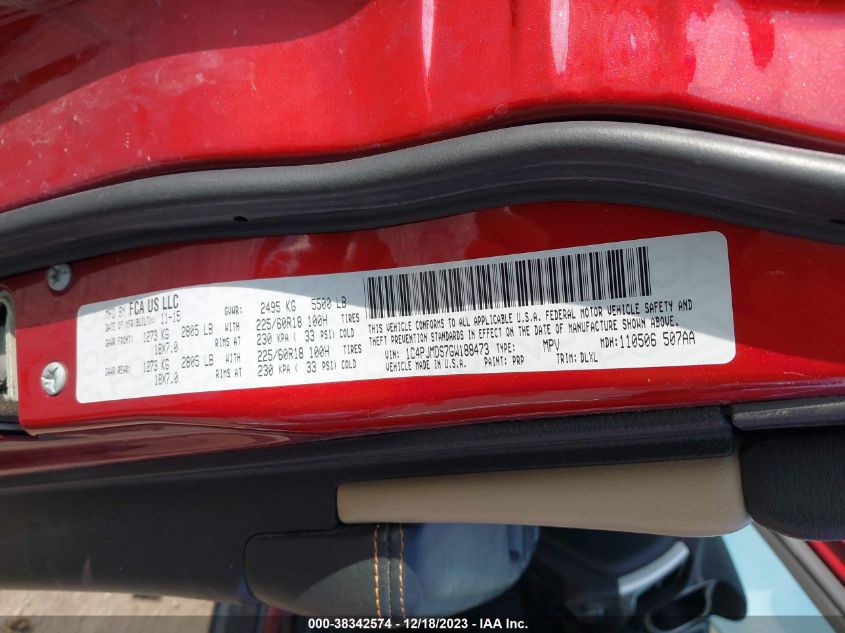 MFD BY FCA US LLC
DATE OF MFR(BUILT): 11-15 GVWR: 2495 KG 5500 LB
GAWR FRONT: 1273 KG 2805 LB WITH 225/60R18 100H TIRES
18X7.0 RIMS AT 230 KPA ( 33 PSI) COLD
GAWR REAR: 1273 KG 2805 LB WITH 225/60R18 100H TIRES
18X7.0 RIMS AT 230 KPA ( 33 PSI) COLD
THIS VEHICLE CONFORMS TO ALL APPLICABLE U.S.A. FEDERAL MOTOR VEHICLE SAFETY AND
THEFT PREVENTION STANDARDS IN EFFECT ON THE DATE OF MANUFACTURE SHOWN ABOVE.
VIN: 1C4PJMDS7GW188473 TYPE: MPV MDH: 110506 507AA
VEHICLE MADE IN U.S.A. PAINT: PRP TRIM: DLXL
000-38342574 - 12/18/2023 - IAA Inc.